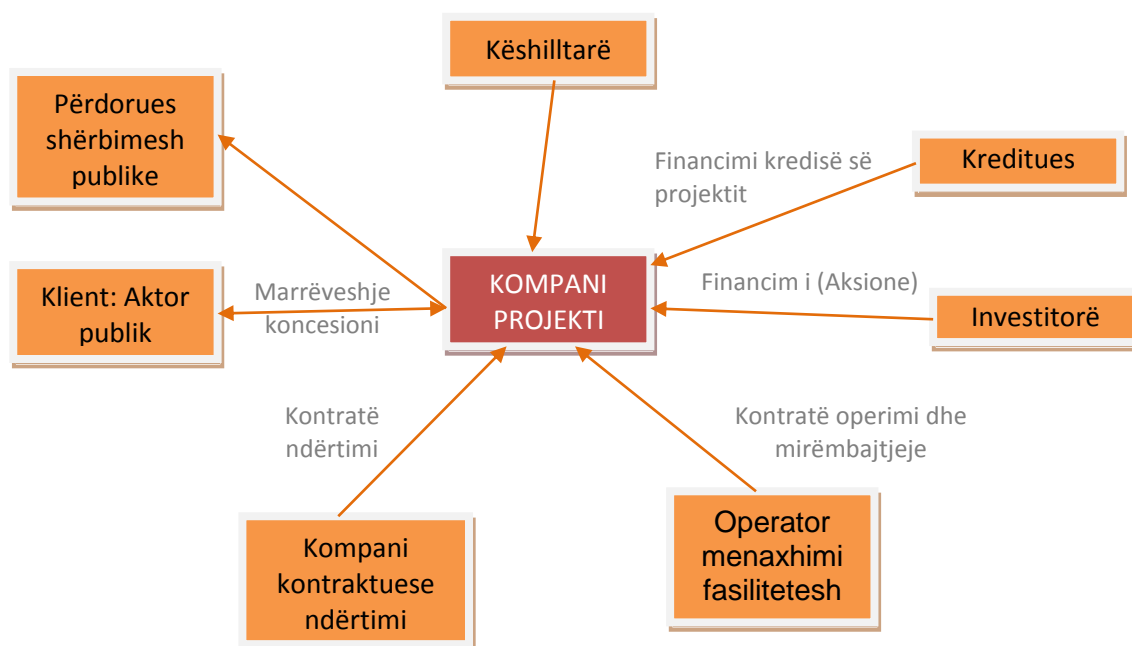 Këshilltarë
Përdorues
shërbimesh
publike
Financimi kredisë së
projektit
Kreditues
Klient: Aktor
publik
Marrëveshje
koncesioni
KOMPANI
PROJEKTI
Financim i (Aksione)
Investitorë
Kontratë
ndërtimi
Kontratë operimi dhe
mirëmbajtjeje
Kompani
kontraktuese
ndërtimi
Operator
menaxhimi
fasilitetesh